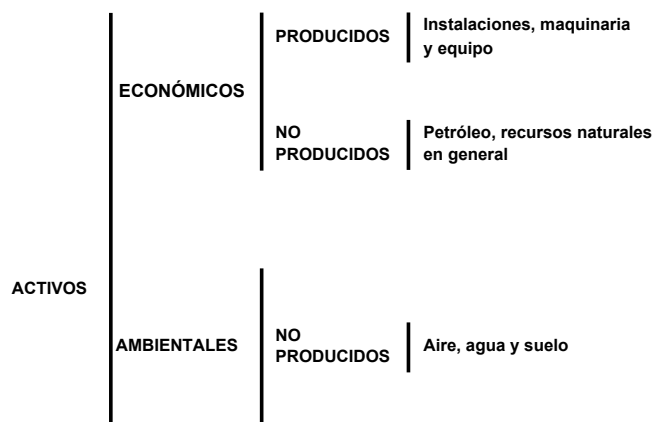 ACTIVOS
ECONÓMICOS
PRODUCIDOS
Instalaciones, maquinaria
y equipo
NO
PRODUCIDOS
Petróleo, recursos naturales
en general
AMBIENTALES
NO
PRODUCIDOS
Aire, agua y suelo